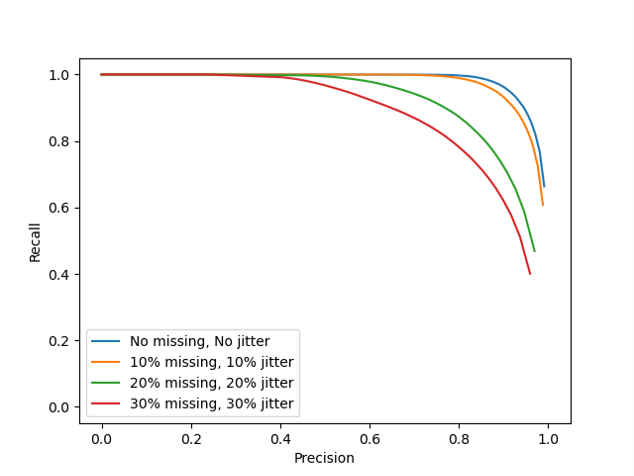 1.0
0.8
0.6
0.4
0.2
0.0
Recall
No missing, No jitter
10% missing, 10% jitter
20% missing, 20% jitter
30% missing, 30% jitter
0.0 0.2 0.4 0.6 0.8 1.0
Precision